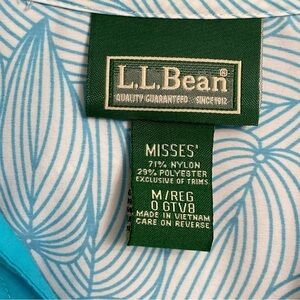 L.L.Bean®
QUALITY GUARANTEED SINCE 1912
MISSES'
71% NYLON
29% POLYESTER
EXCLUSIVE OF TRIMS
M/REG
0 GTV8
MADE IN VIETNAM
CARE ON REVERSE